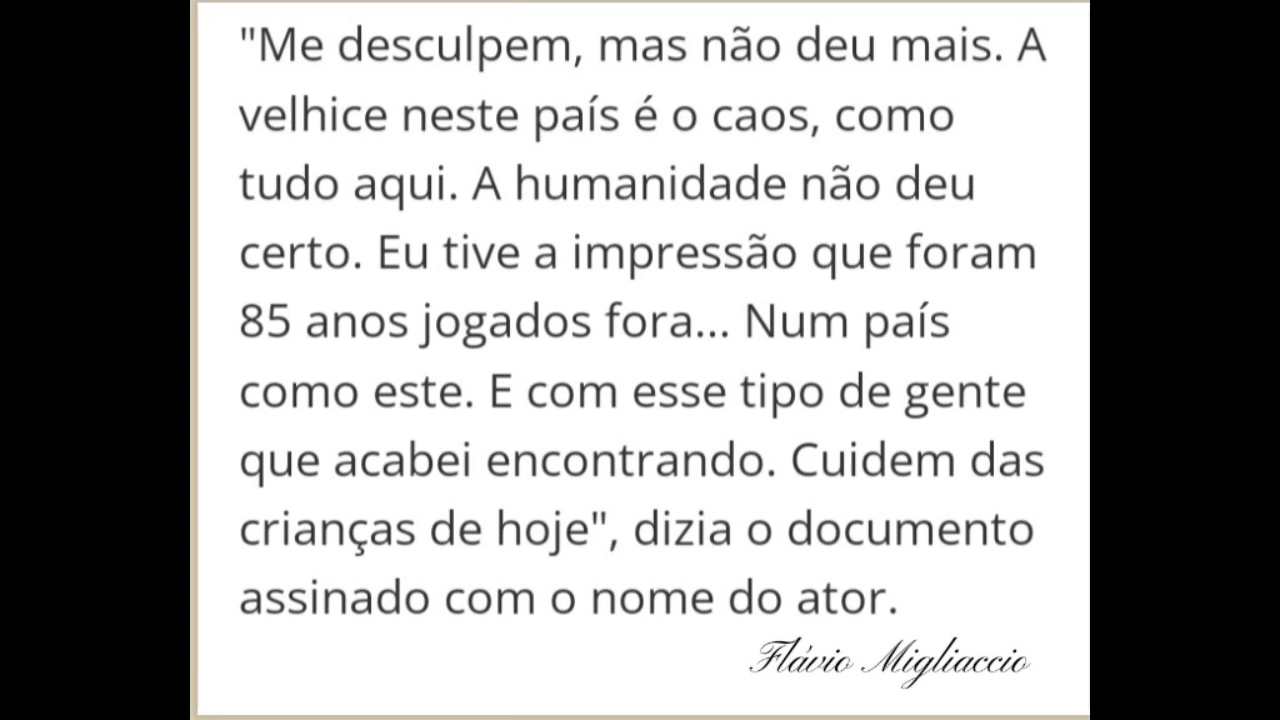 "Me desculpem, mas não deu mais. A
velhice neste país é o caos, como
tudo aqui. A humanidade não deu
certo. Eu tive a impressão que foram
85 anos jogados fora... Num país
como este. E com esse tipo de gente
que acabei encontrando. Cuidem das
crianças de hoje", dizia o documento
assinado com o nome do ator.
Flávio Migliaccio